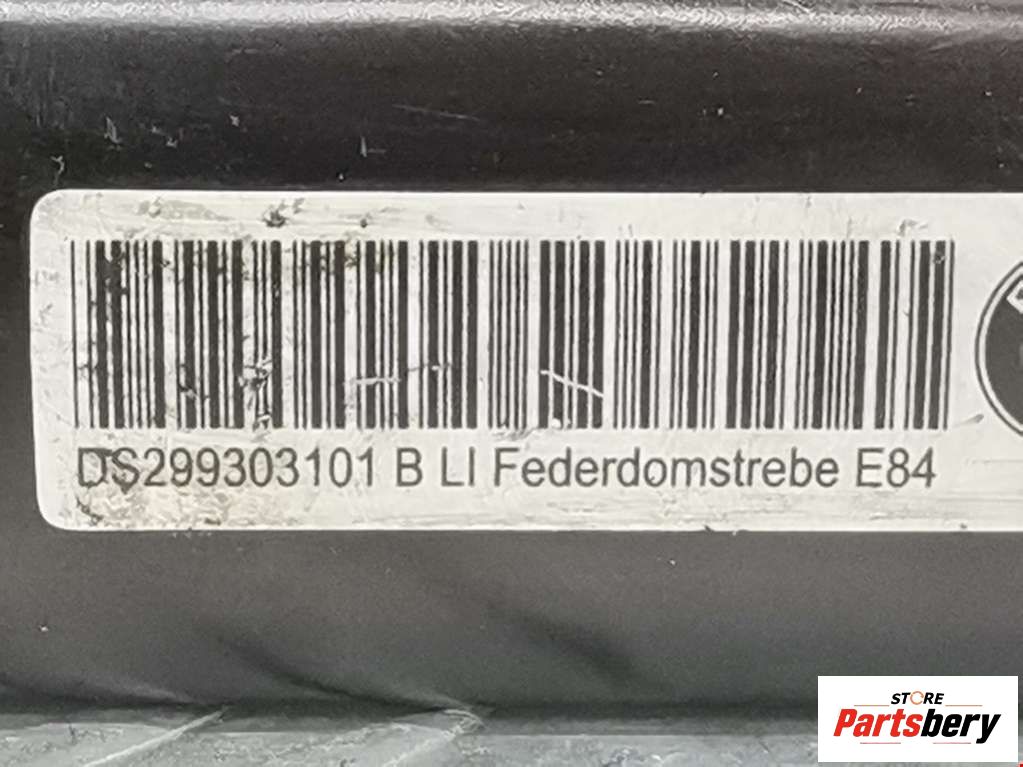 DS299303101 B LI Federdomstrebe E84
STORE
Partsbery